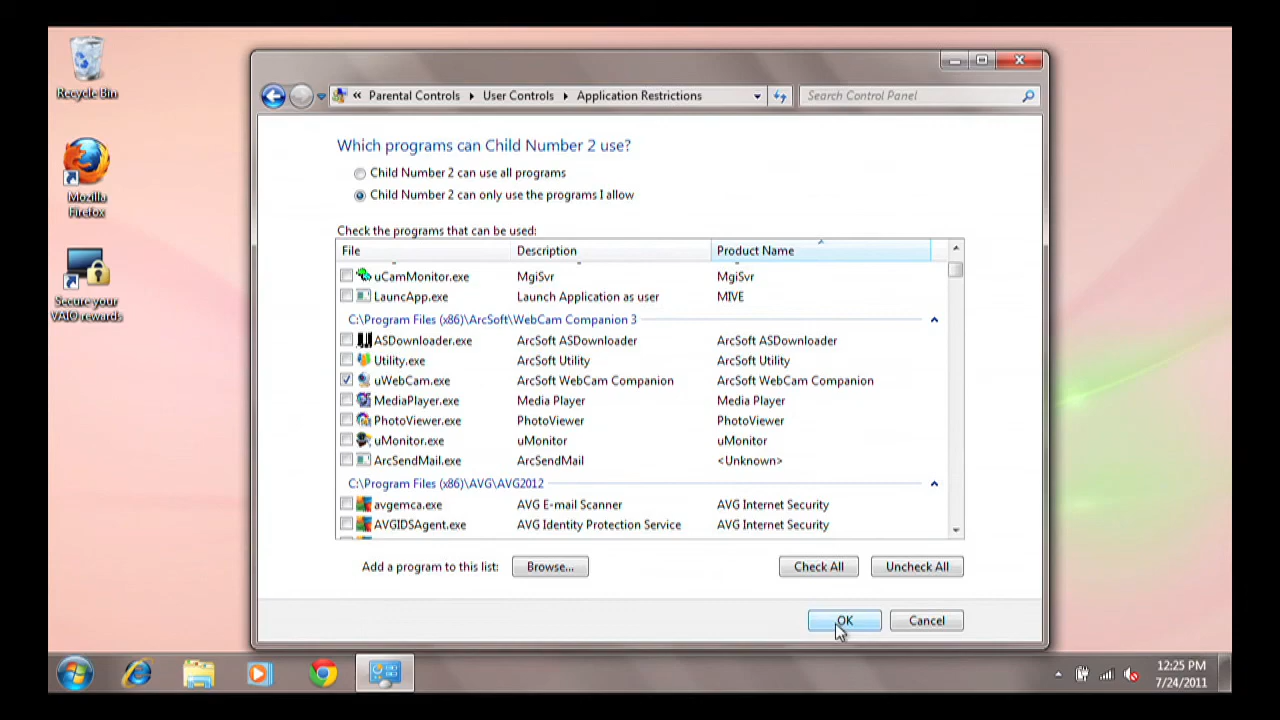 Recycle Bin
Mozilla
Firefox
Secure your
VAIO rewards
« Parental Controls User Controls Application Restrictions
Search Control Panel
Which programs can Child Number 2 use?
Child Number 2 can use all programs
Child Number 2 can only use the programs I allow
Check the programs that can be used:
File Description Product Name
uCamMonitor.exe MgiSvr MgiSvr
LauncApp.exe Launch Application as user MIVE
C:\Program Files (x86)\ArcSoft\WebCam Companion 3
ASDownloader.exe ArcSoft ASDownloader ArcSoft ASDownloader
Utility.exe ArcSoft Utility ArcSoft Utility
uWebCam.exe ArcSoft WebCam Companion ArcSoft WebCam Companion
MediaPlayer.exe Media Player Media Player
PhotoViewer.exe PhotoViewer PhotoViewer
uMonitor.exe uMonitor uMonitor
ArcSendMail.exe ArcSendMail <Unknown>
C:\Program Files (x86)\AVG\AVG2012
avgemca.exe AVG E-mail Scanner AVG Internet Security
AVGIDSAgent.exe AVG Identity Protection Service AVG Internet Security
Add a program to this list: Browse... Check All Uncheck All
OK Cancel
12:25 PM
7/24/2011